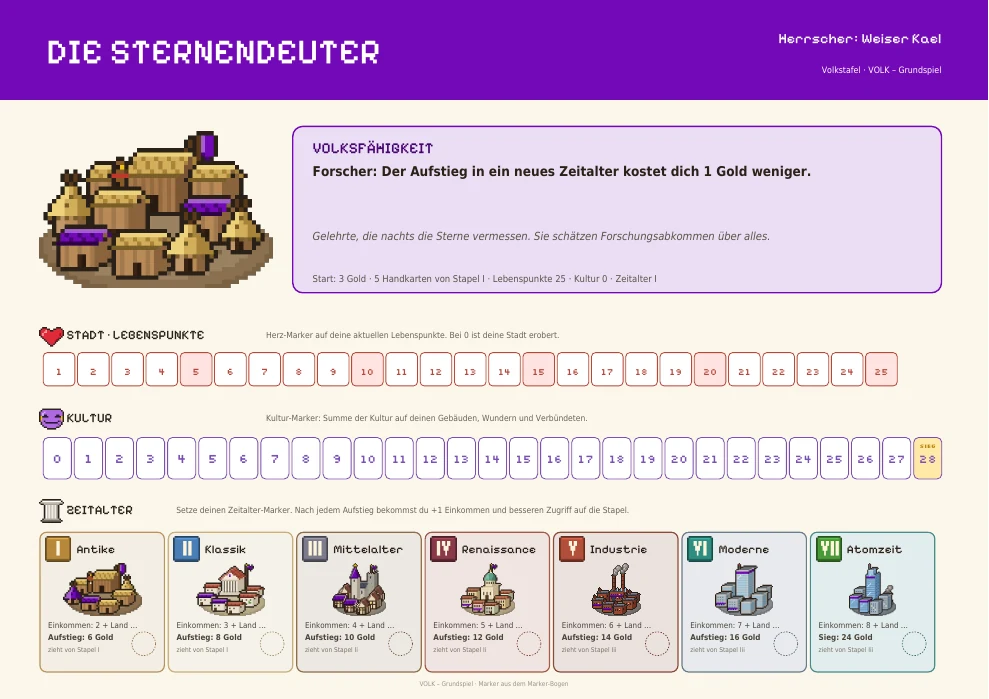 DIE STERNENDEUTER
Herrscher: Weiser Kael
Volkstafel · VOLK – Grundspiel
VOLKSFÄHIGKEIT
Forscher: Der Aufstieg in ein neues Zeitalter kostet dich 1 Gold weniger.
Gelehrte, die nachts die Sterne vermessen. Sie schätzen Forschungsabkommen über alles.
Start: 3 Gold · 5 Handkarten von Stapel I · Lebenspunkte 25 · Kultur 0 · Zeitalter I
STADT · LEBENSPUNKTE
Herz-Marker auf deine aktuellen Lebenspunkte. Bei 0 ist deine Stadt erobert.
1 2 3 4 5 6 7 8 9 10 11 12 13 14 15 16 17 18 19 20 21 22 23 24 25
KULTUR
Kultur-Marker: Summe der Kultur auf deinen Gebäuden, Wundern und Verbündeten.
SIEG
0 1 2 3 4 5 6 7 8 9 10 11 12 13 14 15 16 17 18 19 20 21 22 23 24 25 26 27 28
ZEITALTER
Setze deinen Zeitalter-Marker. Nach jedem Aufstieg bekommst du +1 Einkommen und besseren Zugriff auf die Stapel.
I Antike
Einkommen: 2 + Land ...
Aufstieg: 6 Gold
zieht von Stapel I
II Klassik
Einkommen: 3 + Land ...
Aufstieg: 8 Gold
zieht von Stapel I
III Mittelalter
Einkommen: 4 + Land ...
Aufstieg: 10 Gold
zieht von Stapel Ii
IV Renaissance
Einkommen: 5 + Land ...
Aufstieg: 12 Gold
zieht von Stapel Ii
V Industrie
Einkommen: 6 + Land ...
Aufstieg: 14 Gold
zieht von Stapel Iii
VI Moderne
Einkommen: 7 + Land ...
Aufstieg: 16 Gold
zieht von Stapel Iii
VII Atomzeit
Einkommen: 8 + Land ...
Sieg: 24 Gold
zieht von Stapel Iii
VOLK – Grundspiel · Marker aus dem Marker-Bogen